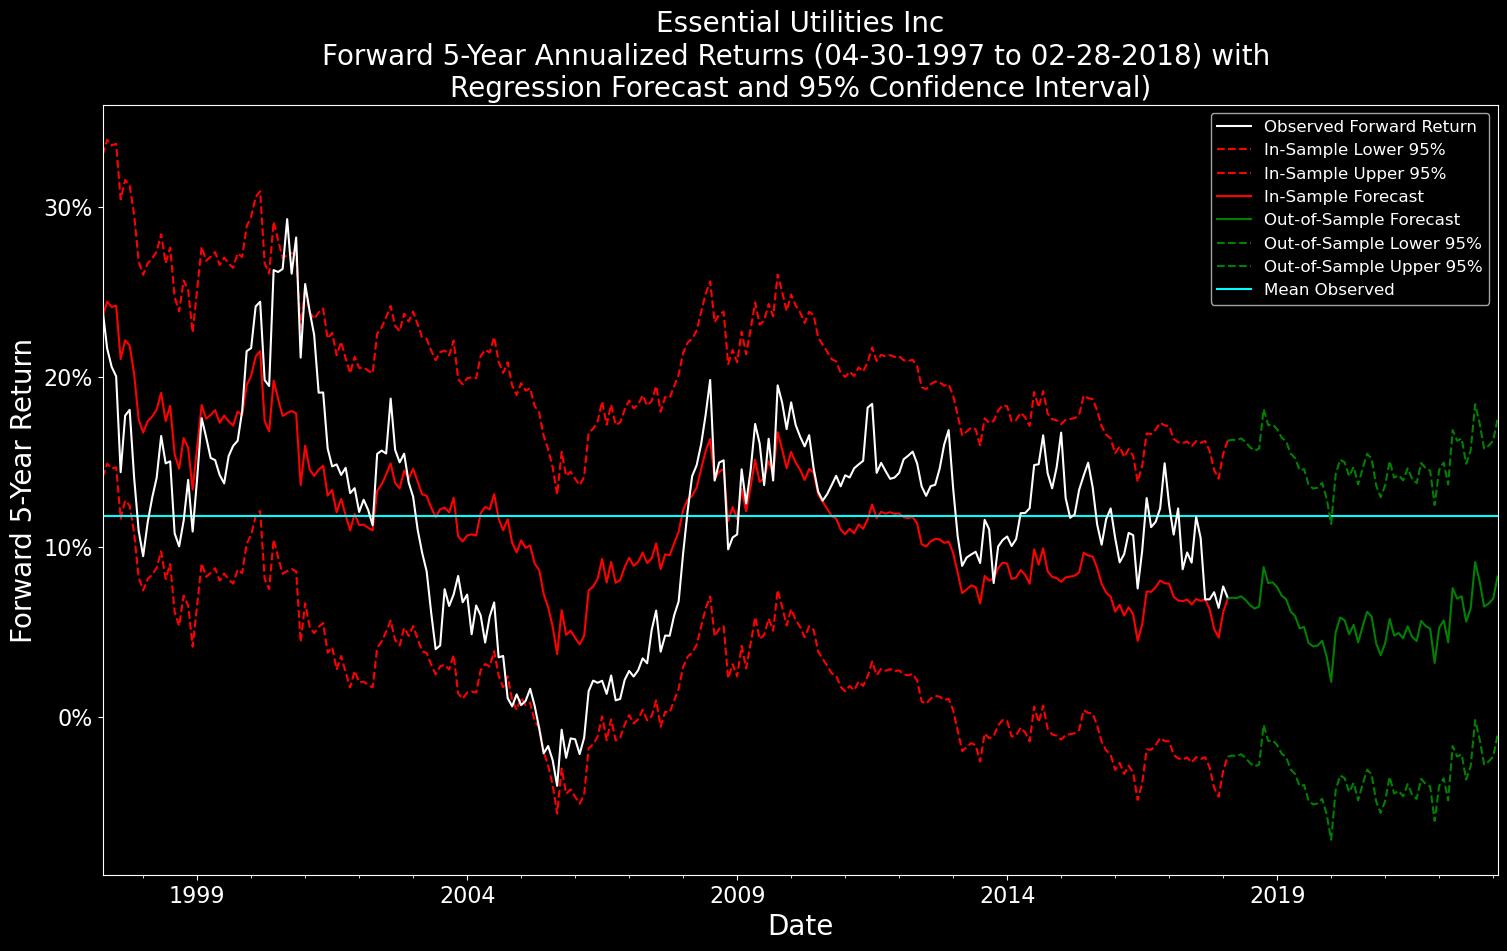 Essential Utilities Inc
Forward 5-Year Annualized Returns (04-30-1997 to 02-28-2018) with
Regression Forecast and 95% Confidence Interval)
Observed Forward Return
In-Sample Lower 95%
In-Sample Upper 95%
In-Sample Forecast
Out-of-Sample Forecast
Out-of-Sample Lower 95%
Out-of-Sample Upper 95%
Mean Observed
Forward 5-Year Return
30%
20%
10%
0%
1999
2004
2009
2014
2019
Date